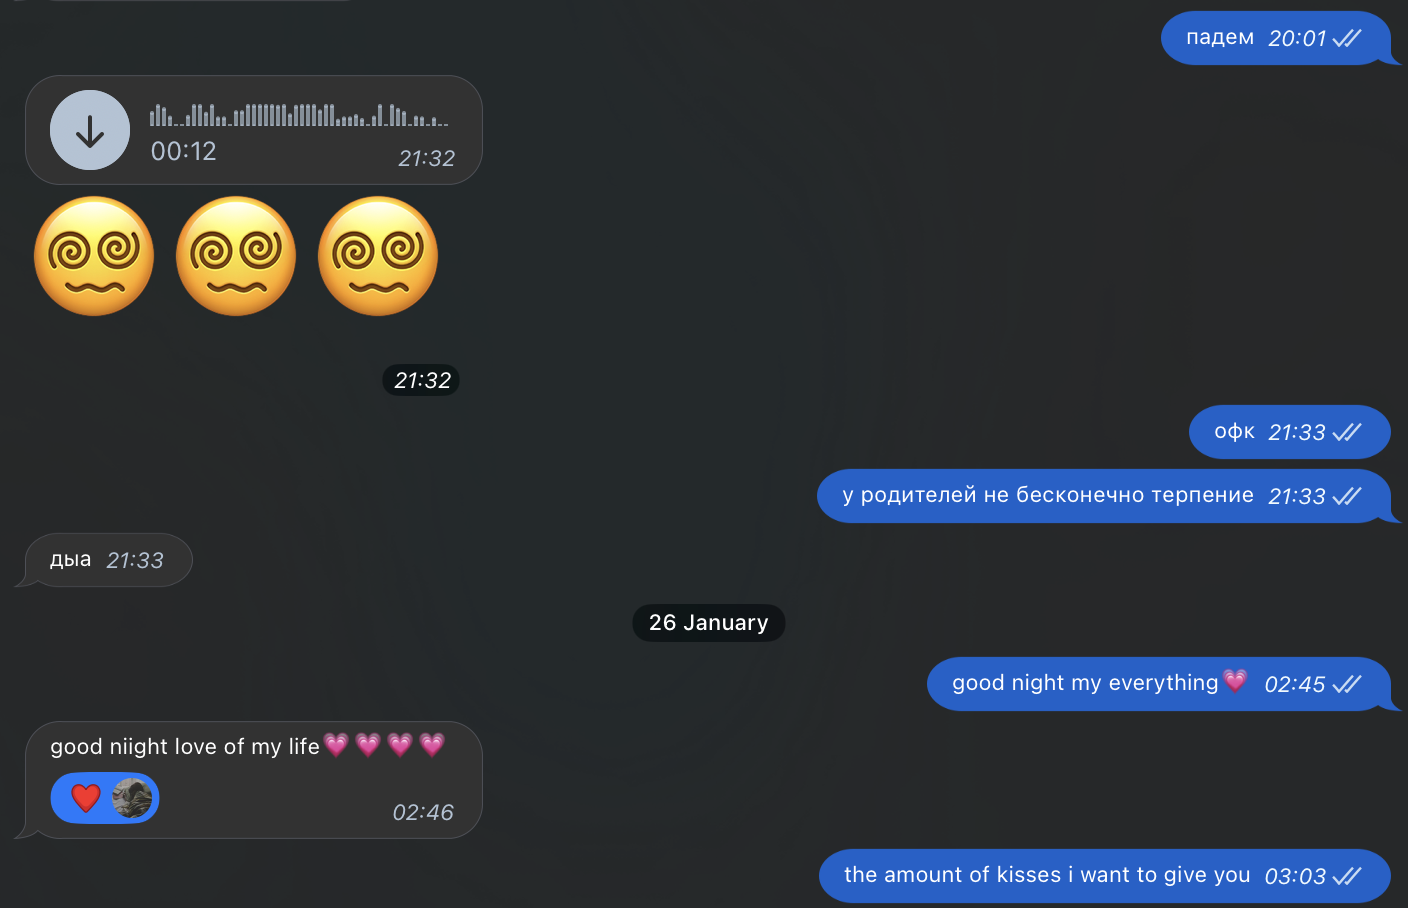 падем 20:01
00:12 21:32
21:32
офк 21:33
у родителей не бесконечно терпение 21:33
дыа 21:33
26 January
good night my everything💗 02:45
good niight love of my life💗💗💗💗
02:46
the amount of kisses i want to give you 03:03